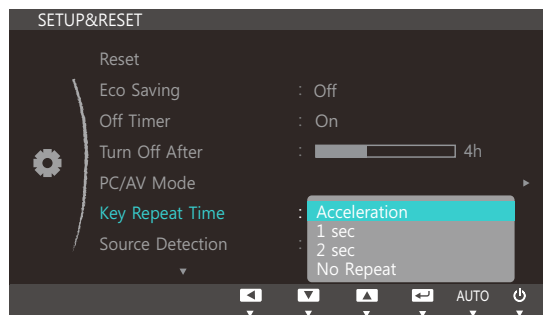 SETUP&RESET
Reset
Eco Saving : Off
Off Timer : On
Turn Off After : 4h
PC/AV Mode
Key Repeat Time : Acceleration
1 sec
2 sec
No Repeat
Source Detection :
AUTO